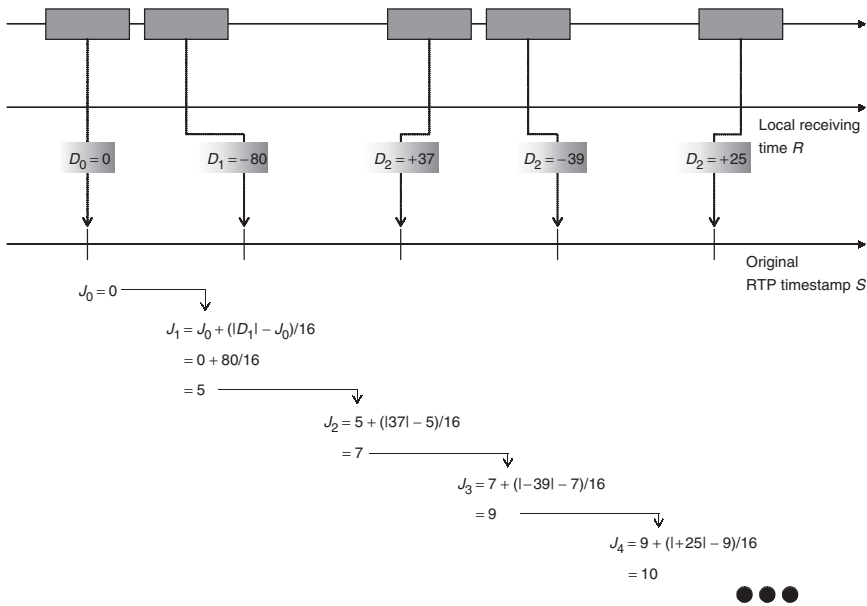 Local receiving
time R
D0 = 0
D1 = −80
D2 = +37
D2 = −39
D2 = +25
Original
RTP timestamp S
J0 = 0
J1 = J0 + (|D1| − J0)/16
= 0 + 80/16
= 5
J2 = 5 + (|37| − 5)/16
= 7
J3 = 7 + (|−39| − 7)/16
= 9
J4 = 9 + (|+25| − 9)/16
= 10